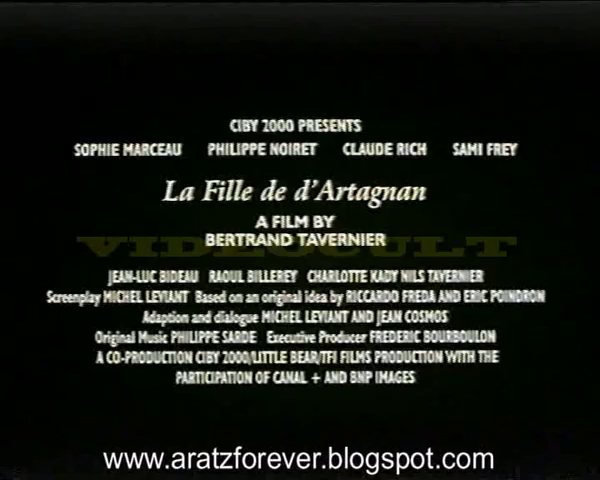 CIBY 2000 PRESENTS
SOPHIE MARCEAU PHILIPPE NOIRET CLAUDE RICH SAMI FREY
La Fille de d'Artagnan
A FILM BY
BERTRAND TAVERNIER
VIDEOCULT
JEAN-LUC BIDEAU RAOUL BILLEREY CHARLOTTE KADY NILS TAVERNIER
Screenplay MICHEL LEVIANT Based on an original idea by RICCARDO FREDA AND ERIC POINDRON
Adaption and dialogue MICHEL LEVIANT AND JEAN COSMOS
Original Music PHILIPPE SARDE Executive Producer FREDERIC BOURBOULON
A CO-PRODUCTION CIBY 2000/LITTLE BEAR/TFI FILMS PRODUCTION WITH THE
PARTICIPATION OF CANAL + AND BNP IMAGES
www.aratzforever.blogspot.com